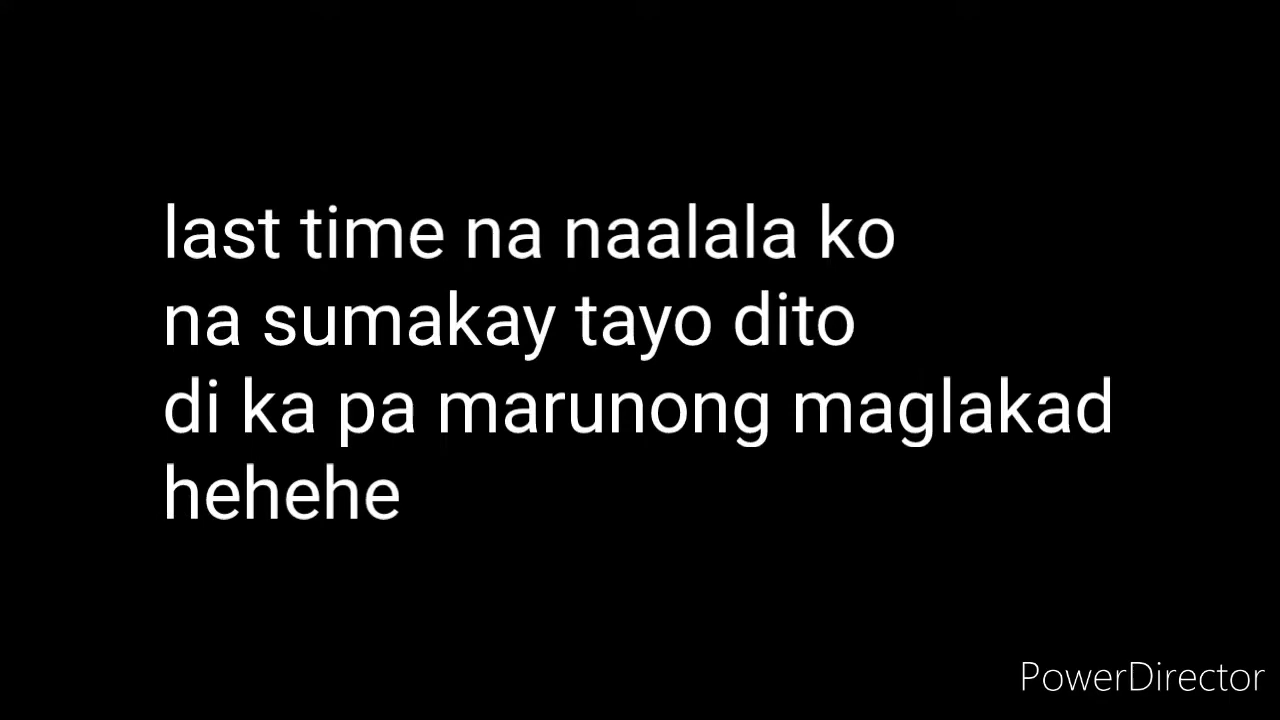 last time na naalala ko
na sumakay tayo dito
di ka pa marunong maglakad
hehehe
PowerDirector